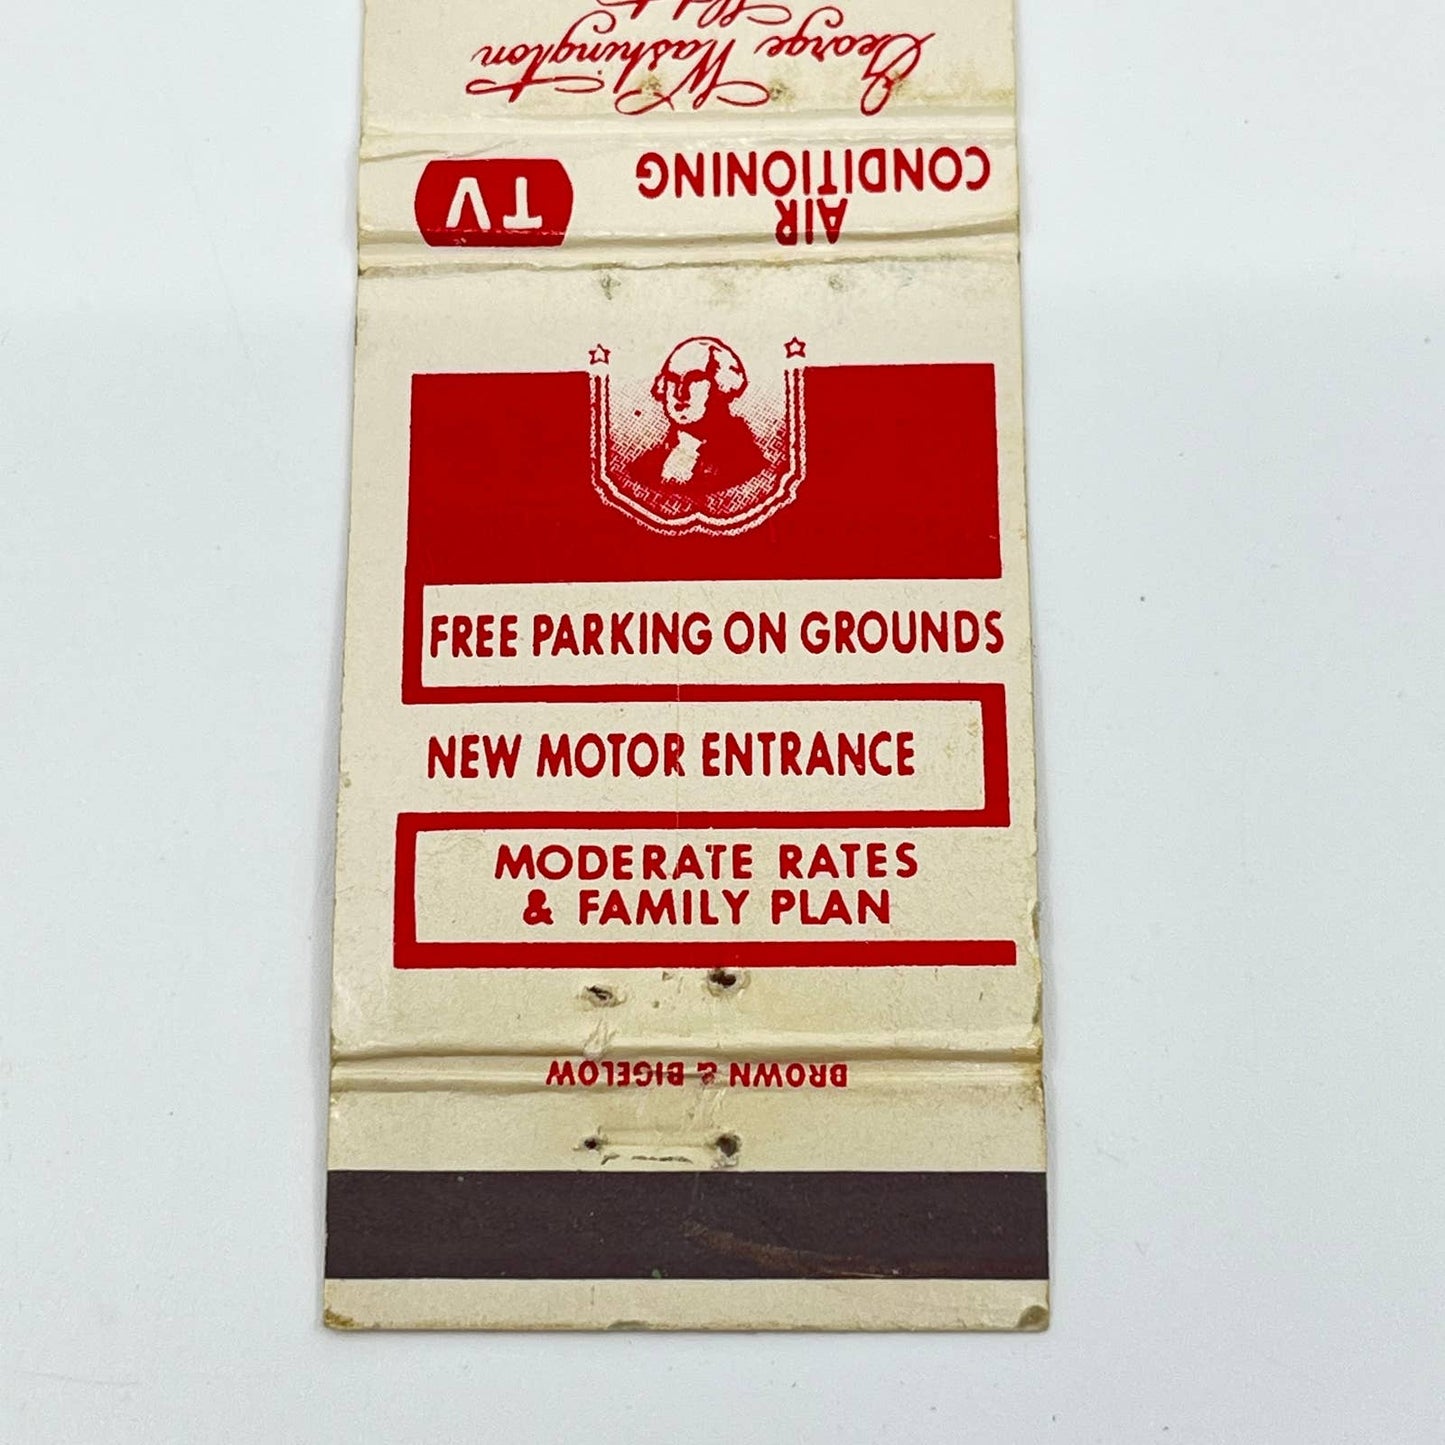 George Washington
AIR
CONDITIONING
TV
FREE PARKING ON GROUNDS
NEW MOTOR ENTRANCE
MODERATE RATES
& FAMILY PLAN
BROWN & BIGELOW